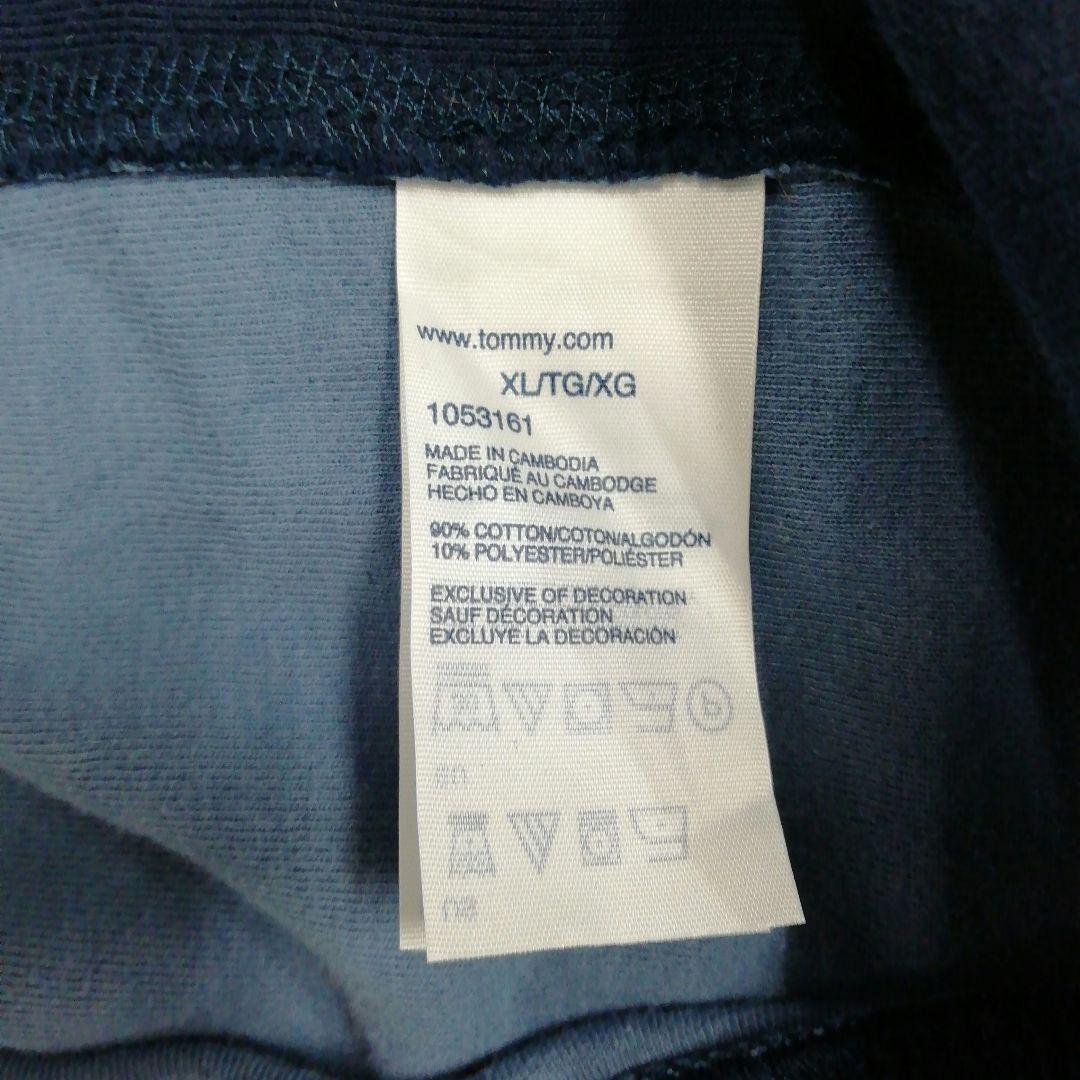 www.tommy.com
XL/TG/XG
1053161
MADE IN CAMBODIA
FABRIQUÉ AU CAMBODGE
HECHO EN CAMBOYA
90% COTTON/COTON/ALGODÓN
10% POLYESTER/POLIÉSTER
EXCLUSIVE OF DECORATION
SAUF DÉCORATION
EXCLUYE LA DECORACIÓN